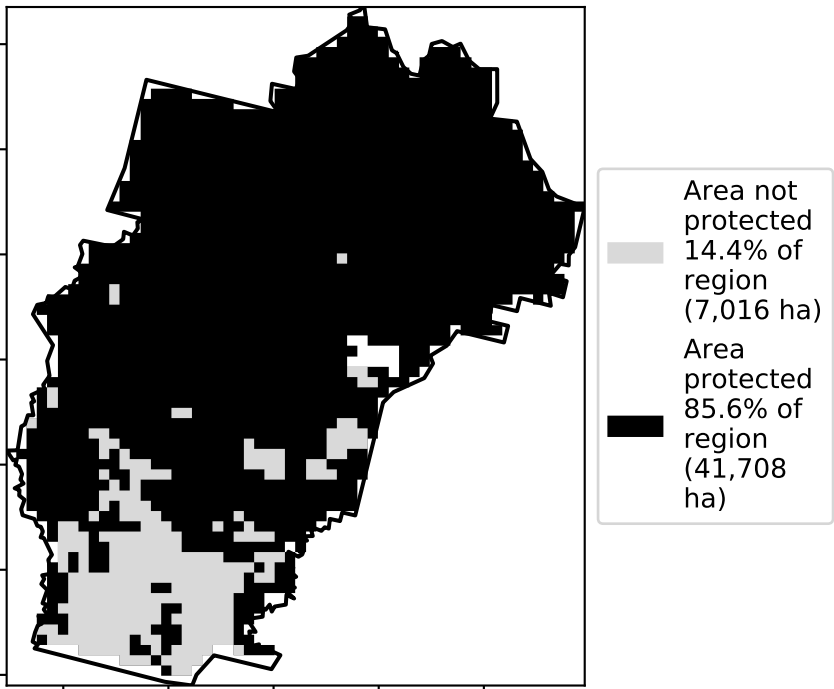 Area not
protected
14.4% of
region
(7,016 ha)
Area
protected
85.6% of
region
(41,708
ha)